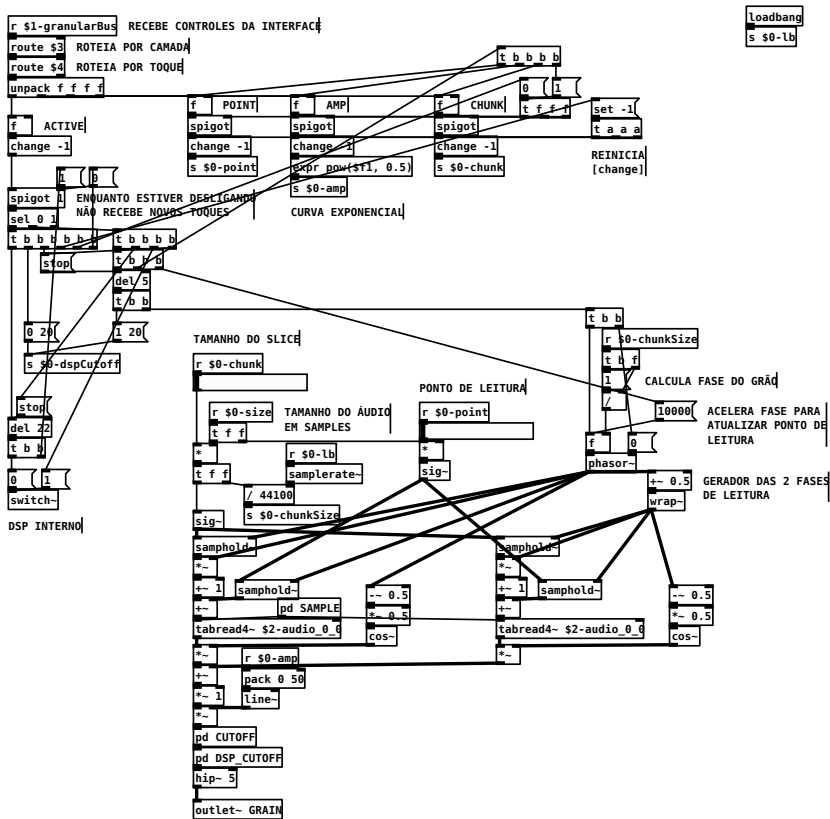 r $1-granularBus RECEBE CONTROLES DA INTERFACE
loadbang
s $0-lb
route $3 ROTEIA POR CAMADA
route $4 ROTEIA POR TOQUE
t b b b b
unpack f f f f
0 1
f POINT
f AMP
f CHUNK
t f f f
set -1
f ACTIVE
spigot
spigot
spigot
t a a a
change -1
change -1
change -1
change -1
REINICIA
[change]
s $0-point
expr pow($f1, 0.5)
s $0-chunk
1 0
s $0-amp
spigot 1 ENQUANTO ESTIVER DESLIGANDO
NÃO RECEBE NOVOS TOQUES
CURVA EXPONENCIAL
sel 0 1
t b b b b b b
t b b b b
stop
t b b b
del 5
t b b
t b b
0 20
1 20
TAMANHO DO SLICE
r $0-chunkSize
s $0-dspCutoff
r $0-chunk
t b f
1
CALCULA FASE DO GRÃO
PONTO DE LEITURA
/
stop
r $0-size TAMANHO DO ÁUDIO
EM SAMPLES
r $0-point
10000
ACELERA FASE PARA
ATUALIZAR PONTO DE
LEITURA
del 22
t f f
t b b
*
r $0-lb
*
f
0
t f f
samplerate~
sig~
phasor~
0 1
/ 44100
+~ 0.5
GERADOR DAS 2 FASES
DE LEITURA
switch~
s $0-chunkSize
wrap~
DSP INTERNO
sig~
samphold~
samphold~
*~
*~
+~ 1
samphold~
-~ 0.5
+~ 1
samphold~
-~ 0.5
+~
pd SAMPLE
*~ 0.5
+~
*~ 0.5
tabread4~ $2-audio_0_0
cos~
tabread4~ $2-audio_0_0
cos~
*~
r $0-amp
*~
+~
pack 0 50
*~ 1
line~
*~
pd CUTOFF
pd DSP_CUTOFF
hip~ 5
outlet~ GRAIN